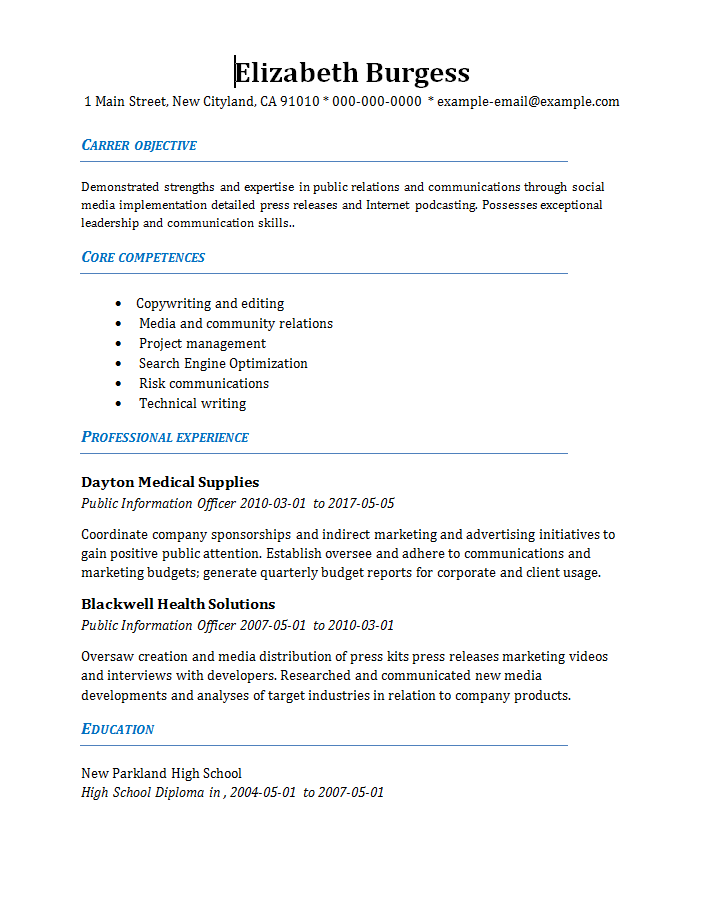 Elizabeth Burgess
1 Main Street, New Cityland, CA 91010 * 000-000-0000 * example-email@example.com
Carrer objective
Demonstrated strengths and expertise in public relations and communications through social
media implementation detailed press releases and Internet podcasting. Possesses exceptional
leadership and communication skills..
Core competences
• Copywriting and editing
• Media and community relations
• Project management
• Search Engine Optimization
• Risk communications
• Technical writing
Professional experience
Dayton Medical Supplies
Public Information Officer 2010-03-01 to 2017-05-05
Coordinate company sponsorships and indirect marketing and advertising initiatives to
gain positive public attention. Establish oversee and adhere to communications and
marketing budgets; generate quarterly budget reports for corporate and client usage.
Blackwell Health Solutions
Public Information Officer 2007-05-01 to 2010-03-01
Oversaw creation and media distribution of press kits press releases marketing videos
and interviews with developers. Researched and communicated new media
developments and analyses of target industries in relation to company products.
Education
New Parkland High School
High School Diploma in , 2004-05-01 to 2007-05-01